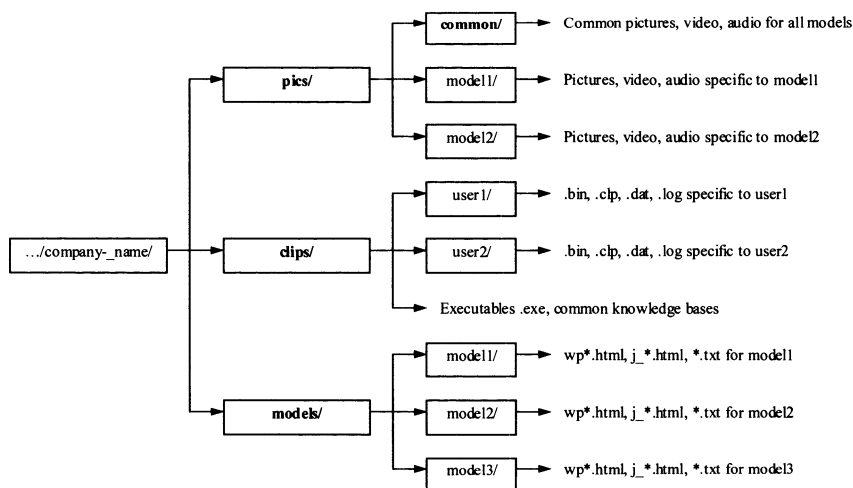 common/ Common pictures, video, audio for all models
pics/ model1/ Pictures, video, audio specific to model1
model2/ Pictures, video, audio specific to model2
user1/ .bin, .clp, .dat, .log specific to user1
…/company-_name/ clips/ user2/ .bin, .clp, .dat, .log specific to user2
Executables .exe, common knowledge bases
model1/ wp*.html, j_*.html, *.txt for model1
models/ model2/ wp*.html, j_*.html, *.txt for model2
model3/ wp*.html, j_*.html, *.txt for model3